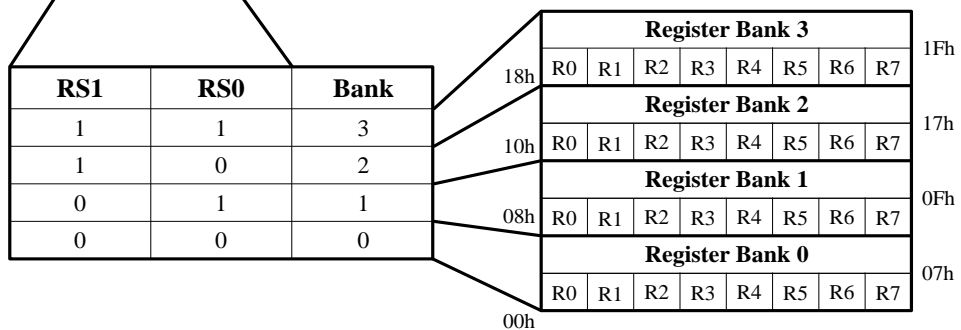 RS1 RS0 Bank
1 1 3
1 0 2
0 1 1
0 0 0
Register Bank 3
1Fh
18h R0 R1 R2 R3 R4 R5 R6 R7
Register Bank 2
17h
10h R0 R1 R2 R3 R4 R5 R6 R7
Register Bank 1
0Fh
08h R0 R1 R2 R3 R4 R5 R6 R7
Register Bank 0
07h
R0 R1 R2 R3 R4 R5 R6 R7
00h